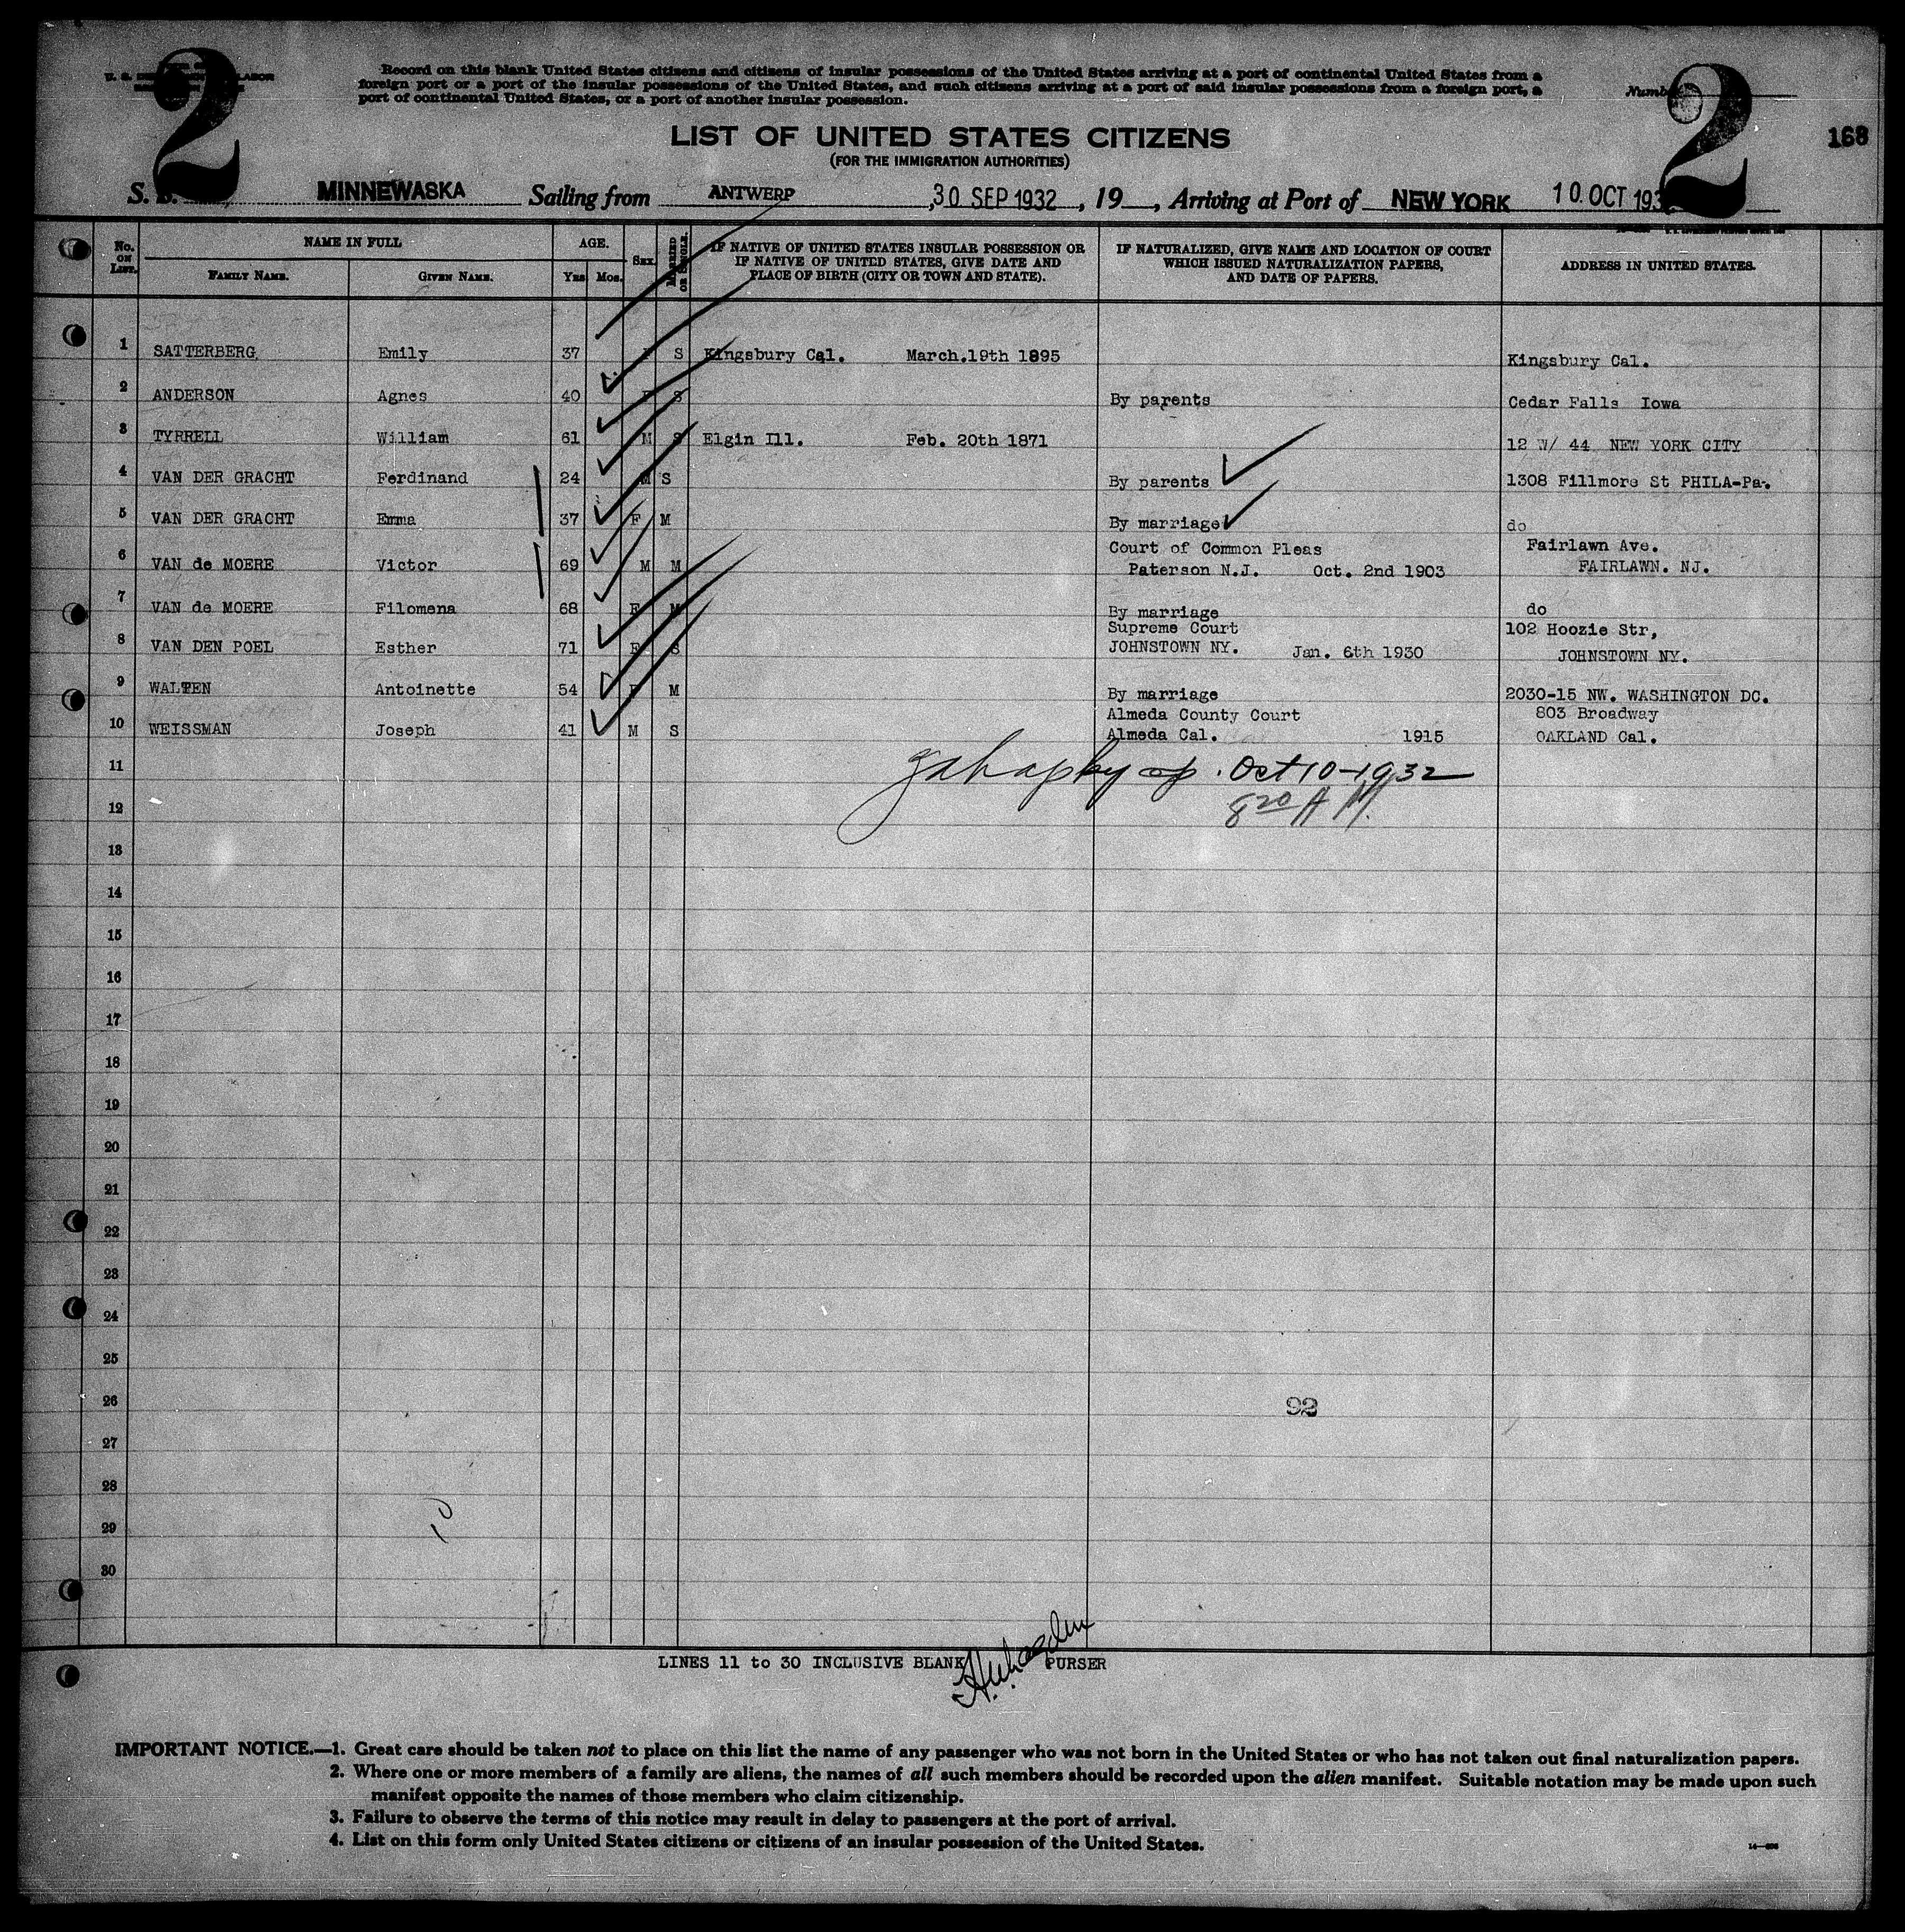 2
U. S. DEPARTMENT OF LABOR
Record on this blank United States citizens and citizens of insular possessions of the United States arriving at a port of continental United States from a
foreign port or a port of the insular possessions of the United States, and such citizens arriving at a port of said insular possessions from a foreign port, a
port of continental United States, or a port of another insular possession.
2
168
LIST OF UNITED STATES CITIZENS
(FOR THE IMMIGRATION AUTHORITIES)
S. S. MINNEWASKA Sailing from ANTWERP , 30 SEP 1932 , 19 , Arriving at Port of NEW YORK 10. OCT 193
No. ON LIST. NAME IN FULL AGE. SEX. MARRIED OR SINGLE. IF NATIVE OF UNITED STATES INSULAR POSSESSION OR IF NATIVE OF UNITED STATES, GIVE DATE AND PLACE OF BIRTH (CITY OR TOWN AND STATE). IF NATURALIZED, GIVE NAME AND LOCATION OF COURT WHICH ISSUED NATURALIZATION PAPERS, AND DATE OF PAPERS. ADDRESS IN UNITED STATES.
FAMILY NAME. GIVEN NAME. Yrs Mos.
1 SATTERBERG, Emily 37 F S Kingsbury Cal. March.19th 1895 Kingsbury Cal.
2 ANDERSON Agnes 40 F S By parents Cedar Falls Iowa
3 TYRRELL William 61 M S Elgin Ill. Feb. 20th 1871 12 W/ 44 NEW YORK CITY
4 VAN DER GRACHT Ferdinand 24 M S By parents 1308 Fillmore St PHILA-Pa.
5 VAN DER GRACHT Emma 37 F M By marriage do
6 VAN de MOERE Victor 69 M M Court of Common Pleas Fairlawn Ave.
Paterson N.J. Oct. 2nd 1903 FAIRLAWN. NJ.
7 VAN de MOERE Filomena 68 F M By marriage do
8 VAN DEN POEL Esther 71 F S Supreme Court 102 Hoozie Str,
JOHNSTOWN NY. Jan. 6th 1930 JOHNSTOWN NY.
9 WALTEN Antoinette 54 F M By marriage 2030-15 NW. WASHINGTON DC.
10 WEISSMAN Joseph 41 M S Almeda County Court 803 Broadway
Almeda Cal. 1915 OAKLAND Cal.
11 Oct 10-1932
12 8 20 A M.
13
14
15
16
17
18
19
20
21
22
23
24
25
26 92
27
28
29 10
30
LINES 11 to 30 INCLUSIVE BLANK PURSER
IMPORTANT NOTICE.—1. Great care should be taken not to place on this list the name of any passenger who was not born in the United States or who has not taken out final naturalization papers.
2. Where one or more members of a family are aliens, the names of all such members should be recorded upon the alien manifest. Suitable notation may be made upon such
manifest opposite the names of those members who claim citizenship.
3. Failure to observe the terms of this notice may result in delay to passengers at the port of arrival.
4. List on this form only United States citizens or citizens of an insular possession of the United States.